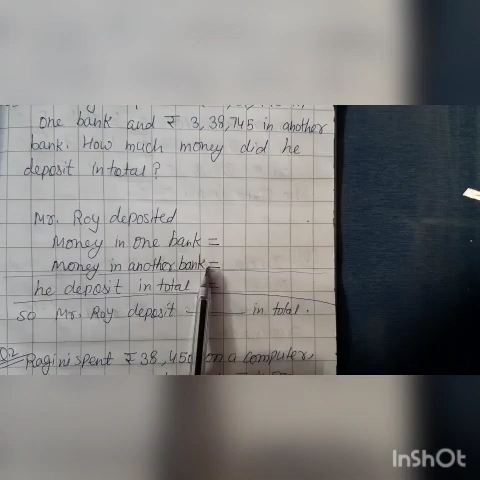 one bank and ₹ 3,38,745 in another
bank. How much money did he
deposit in total?
Mr. Roy deposited
Money in one bank =
Money in another bank =
he deposit in total =
so Mr. Roy deposit ——— in total.
Q2 Ragini spent ₹ 38,450 on a computer,
InShOt